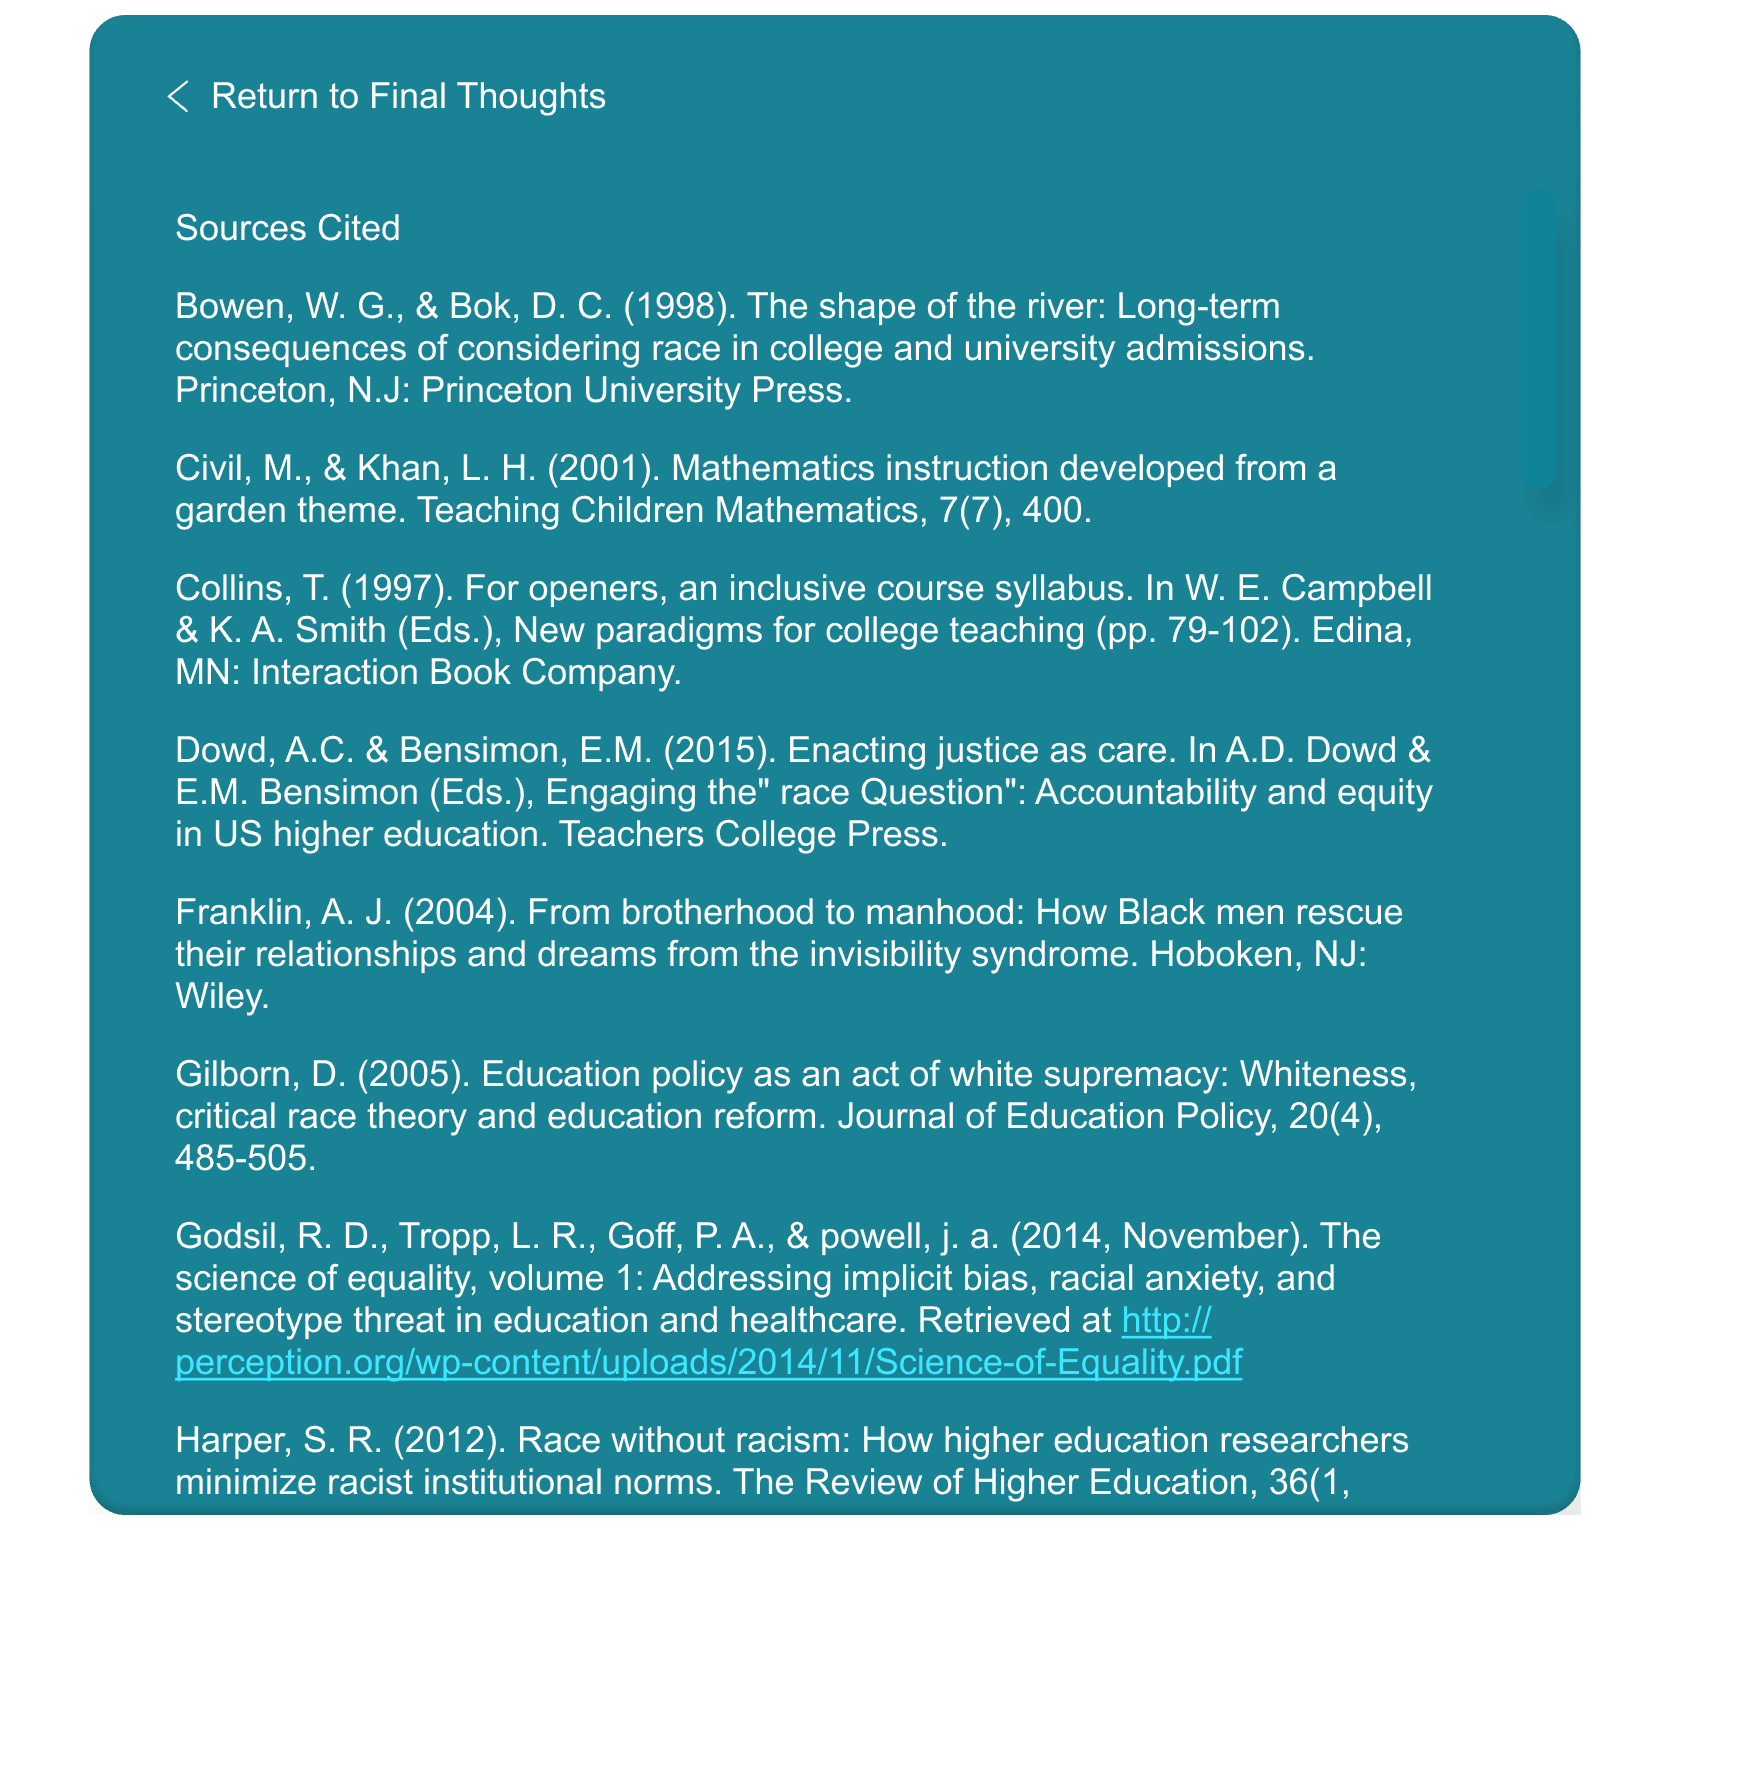 Return to Final Thoughts
Sources Cited
Bowen, W. G., & Bok, D. C. (1998). The shape of the river: Long-term
consequences of considering race in college and university admissions.
Princeton, N.J: Princeton University Press.
Civil, M., & Khan, L. H. (2001). Mathematics instruction developed from a
garden theme. Teaching Children Mathematics, 7(7), 400.
Collins, T. (1997). For openers, an inclusive course syllabus. In W. E. Campbell
& K. A. Smith (Eds.), New paradigms for college teaching (pp. 79-102). Edina,
MN: Interaction Book Company.
Dowd, A.C. & Bensimon, E.M. (2015). Enacting justice as care. In A.D. Dowd &
E.M. Bensimon (Eds.), Engaging the" race Question": Accountability and equity
in US higher education. Teachers College Press.
Franklin, A. J. (2004). From brotherhood to manhood: How Black men rescue
their relationships and dreams from the invisibility syndrome. Hoboken, NJ:
Wiley.
Gilborn, D. (2005). Education policy as an act of white supremacy: Whiteness,
critical race theory and education reform. Journal of Education Policy, 20(4),
485-505.
Godsil, R. D., Tropp, L. R., Goff, P. A., & powell, j. a. (2014, November). The
science of equality, volume 1: Addressing implicit bias, racial anxiety, and
stereotype threat in education and healthcare. Retrieved at http://
perception.org/wp-content/uploads/2014/11/Science-of-Equality.pdf
Harper, S. R. (2012). Race without racism: How higher education researchers
minimize racist institutional norms. The Review of Higher Education, 36(1,